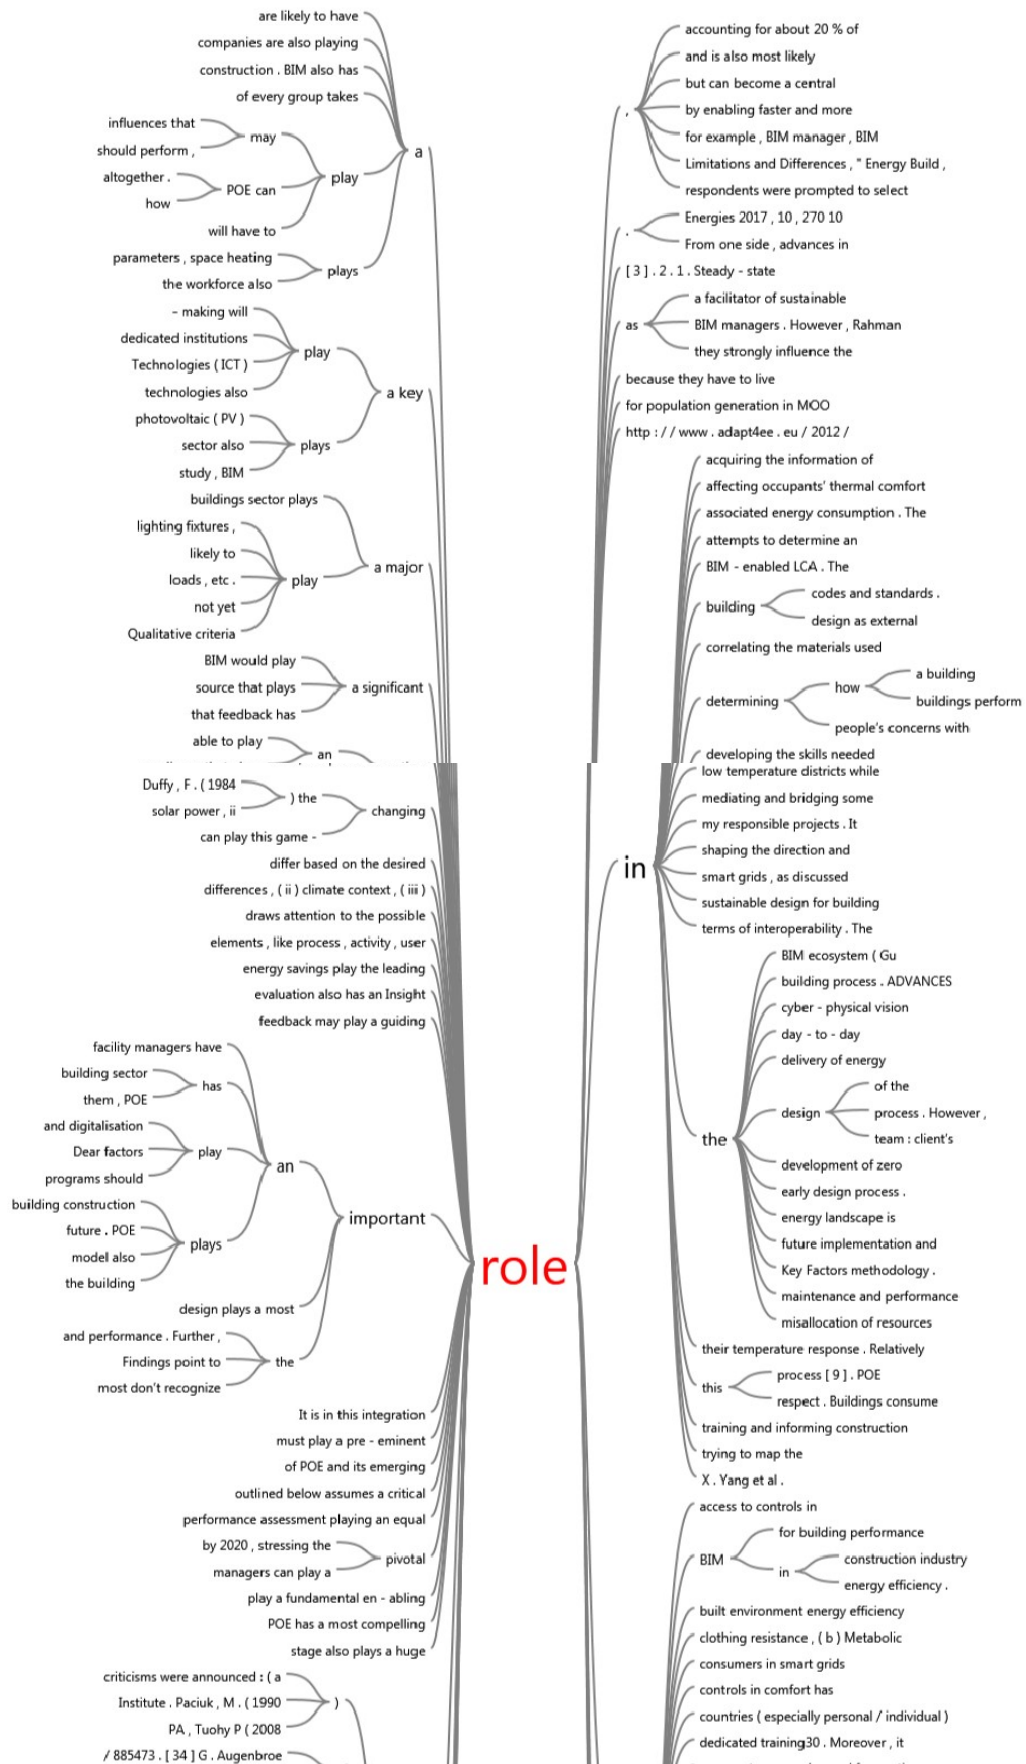 are likely to have
companies are also playing
construction . BIM also has
of every group takes
influences that
should perform ,
may
altogether .
how
POE can
will have to
play
parameters , space heating
the workforce also
plays
a
- making will
dedicated institutions
Technologies ( ICT )
technologies also
play
photovoltaic ( PV )
sector also
study , BIM
plays
a key
buildings sector plays
lighting fixtures ,
likely to
loads , etc .
not yet
Qualitative criteria
play
a major
BIM would play
source that plays
that feedback has
a significant
able to play
an
Duffy , F . ( 1984
solar power , ii
) the
can play this game -
changing
differ based on the desired
differences , ( ii ) climate context , ( iii )
draws attention to the possible
elements , like process , activity , user
energy savings play the leading
evaluation also has an Insight
feedback may play a guiding
facility managers have
building sector
them , POE
has
and digitalisation
Dear factors
programs should
play
building construction
future . POE
model also
the building
plays
an
design plays a most
and performance . Further ,
Findings point to
most don't recognize
the
important
It is in this integration
must play a pre - eminent
of POE and its emerging
outlined below assumes a critical
performance assessment playing an equal
by 2020 , stressing the
managers can play a
pivotal
play a fundamental en - abling
POE has a most compelling
stage also plays a huge
criticisms were announced : ( a
Institute . Paciuk , M . ( 1990
PA , Tuohy P ( 2008
)
/ 885473 . [ 34 ] G . Augenbroe
role
,
accounting for about 20 % of
and is also most likely
but can become a central
by enabling faster and more
for example , BIM manager , BIM
Limitations and Differences , " Energy Build ,
respondents were prompted to select
.
Energies 2017 , 10 , 270 10
From one side , advances in
[ 3 ] . 2 . 1 . Steady - state
as
a facilitator of sustainable
BIM managers . However , Rahman
they strongly influence the
because they have to live
for population generation in MOO
http : / / www . adapt4ee . eu / 2012 /
in
acquiring the information of
affecting occupants' thermal comfort
associated energy consumption . The
attempts to determine an
BIM - enabled LCA . The
building
codes and standards .
design as external
correlating the materials used
determining
how
a building
buildings perform
people's concerns with
developing the skills needed
low temperature districts while
mediating and bridging some
my responsible projects . It
shaping the direction and
smart grids , as discussed
sustainable design for building
terms of interoperability . The
the
BIM ecosystem ( Gu
building process . ADVANCES
cyber - physical vision
day - to - day
delivery of energy
design
of the
process . However ,
team : client's
development of zero
early design process .
energy landscape is
future implementation and
Key Factors methodology .
maintenance and performance
misallocation of resources
their temperature response . Relatively
this
process [ 9 ] . POE
respect . Buildings consume
training and informing construction
trying to map the
X . Yang et al .
access to controls in
BIM
for building performance
in
construction industry
energy efficiency .
built environment energy efficiency
clothing resistance , ( b ) Metabolic
consumers in smart grids
controls in comfort has
countries ( especially personal / individual )
dedicated training30 . Moreover , it